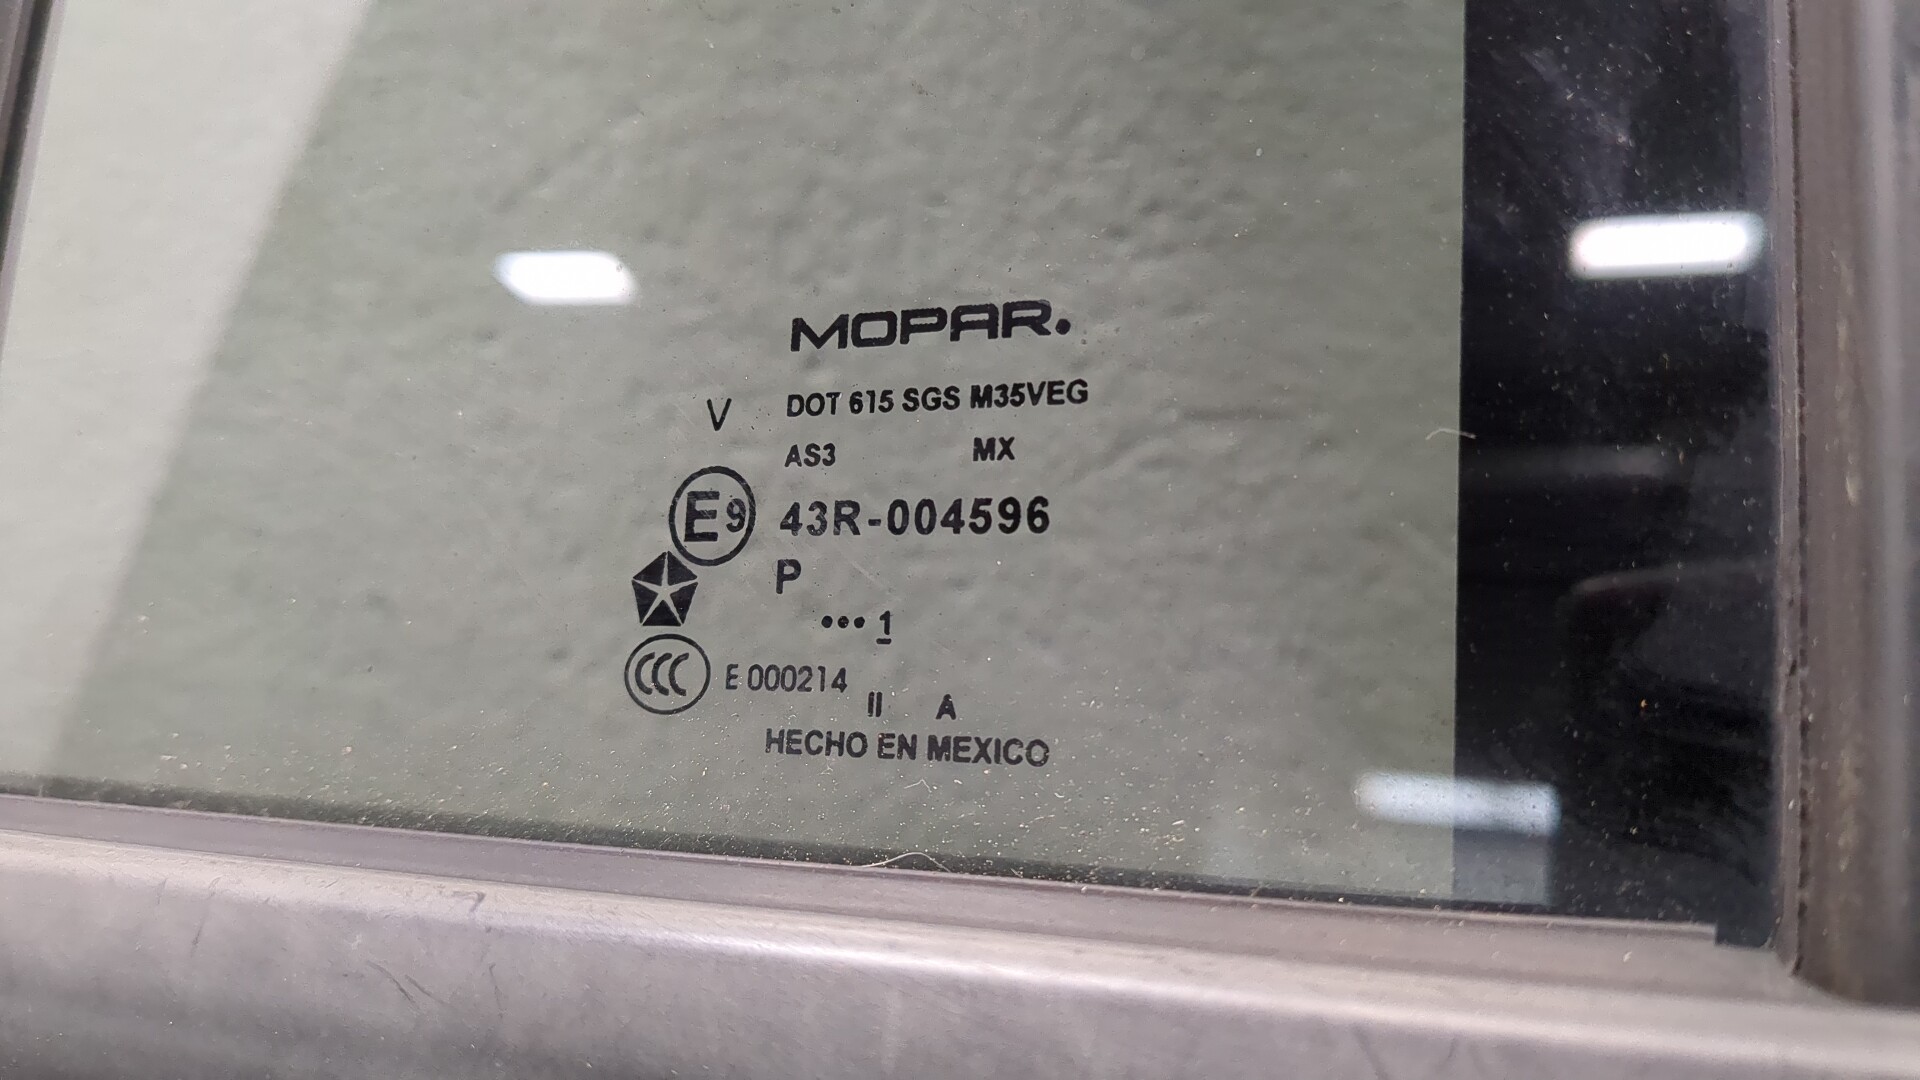 MOPAR.
V DOT 615 SGS M35VEG
AS3 MX
E9 43R-004596
P
•••1
CCC E 000214
II A
HECHO EN MEXICO